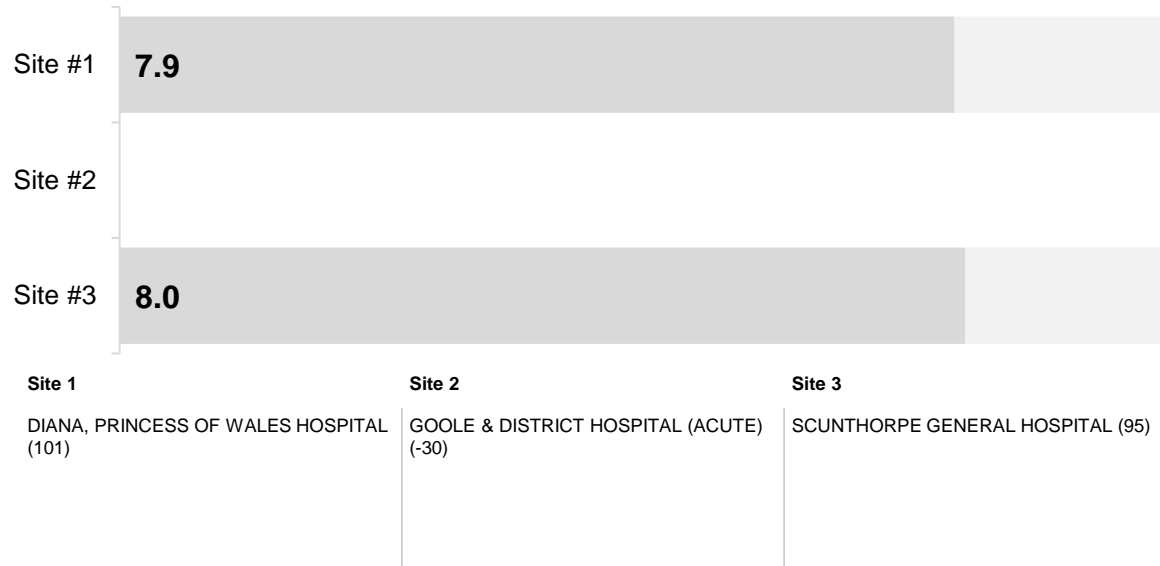 Site #1
7.9
Site #2
Site #3
8.0
Site 1
DIANA, PRINCESS OF WALES HOSPITAL
(101)
Site 2
GOOLE & DISTRICT HOSPITAL (ACUTE)
(-30)
Site 3
SCUNTHORPE GENERAL HOSPITAL (95)